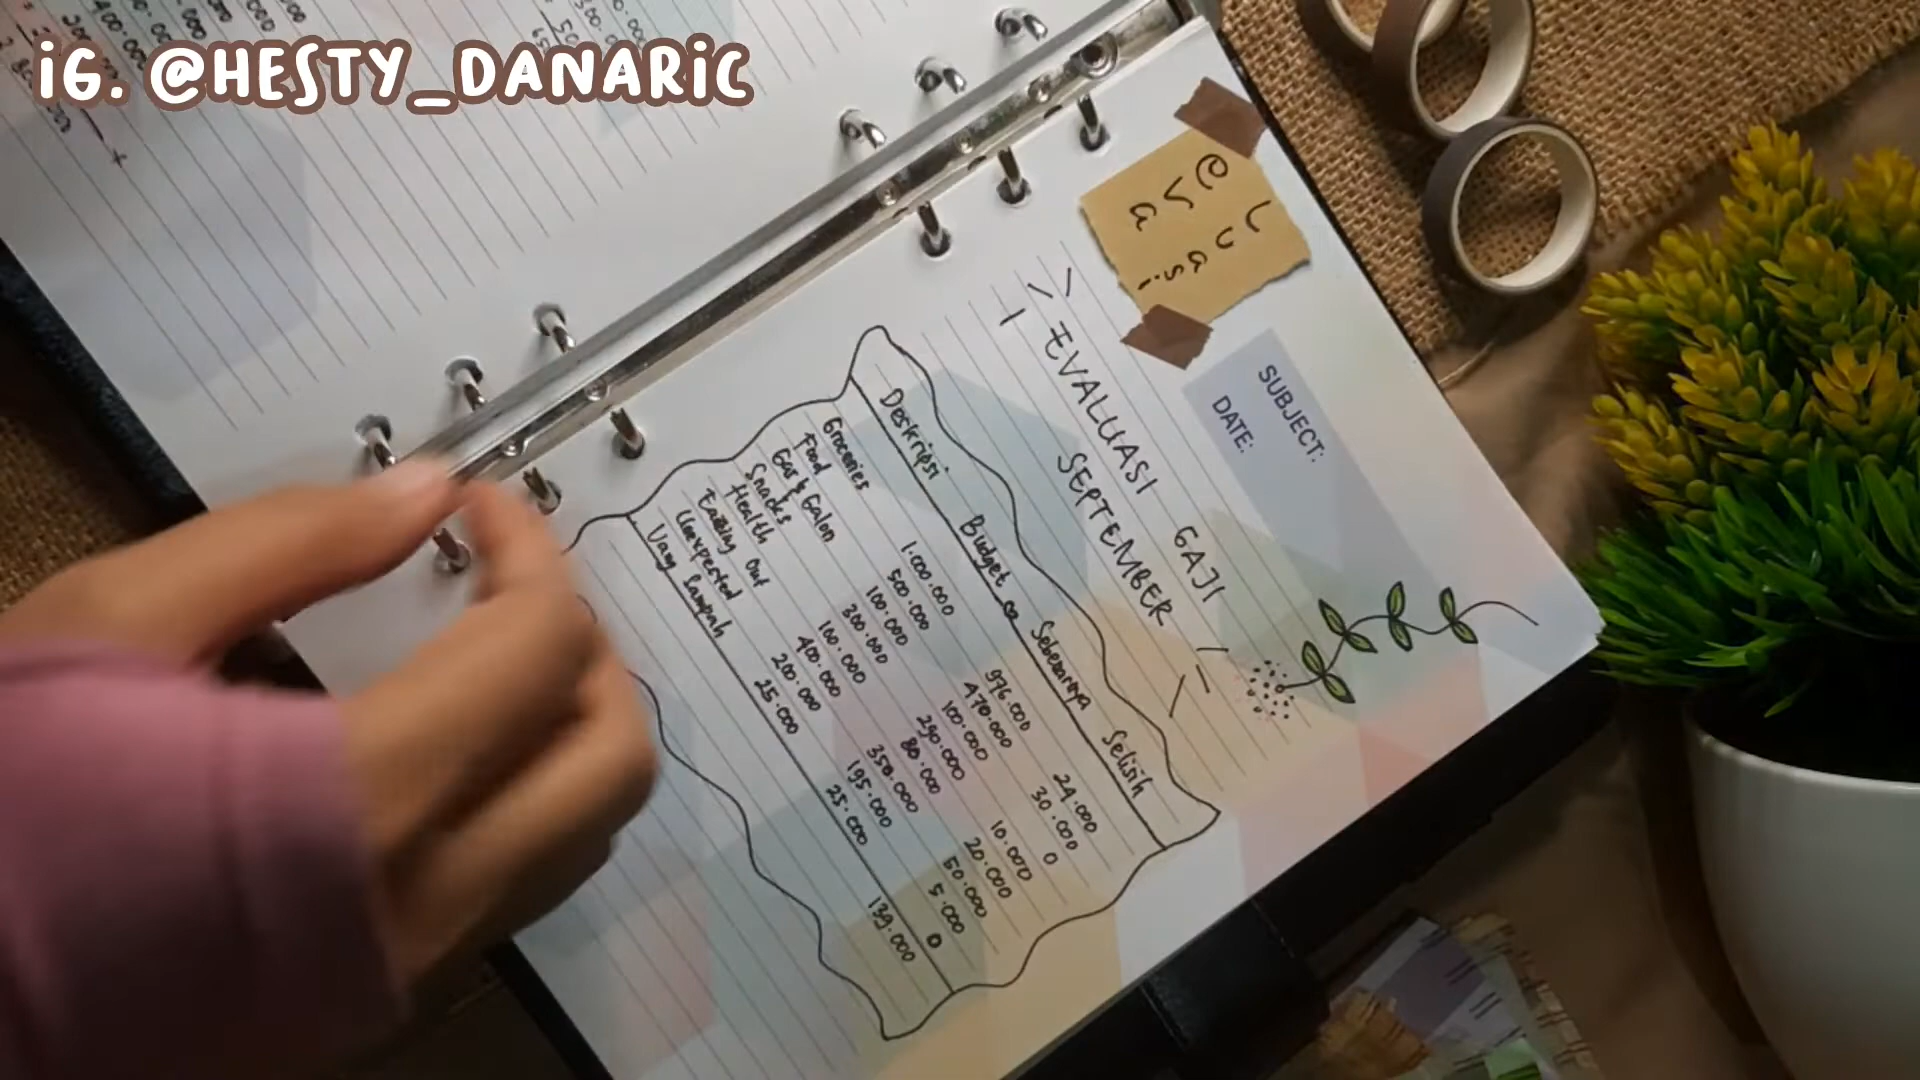 iG. @HESTY_DANARIC
eva
luasi
SUBJECT:
DATE:
EVALUASI GAJI
SEPTEMBER
Deskripsi Budget Sebenarnya Selisih
Groceries 1.000.000 976.000 24.000
Food 500.000 470.000 30.000
Gas & Galon 100.000 100.000 0
Snacks 300.000 290.000 10.000
Health 100.000 80.000 20.000
Eating Out 400.000 350.000 50.000
Unexpected 200.000 195.000 5.000
Uang Sampah 25.000 25.000 0
139.000